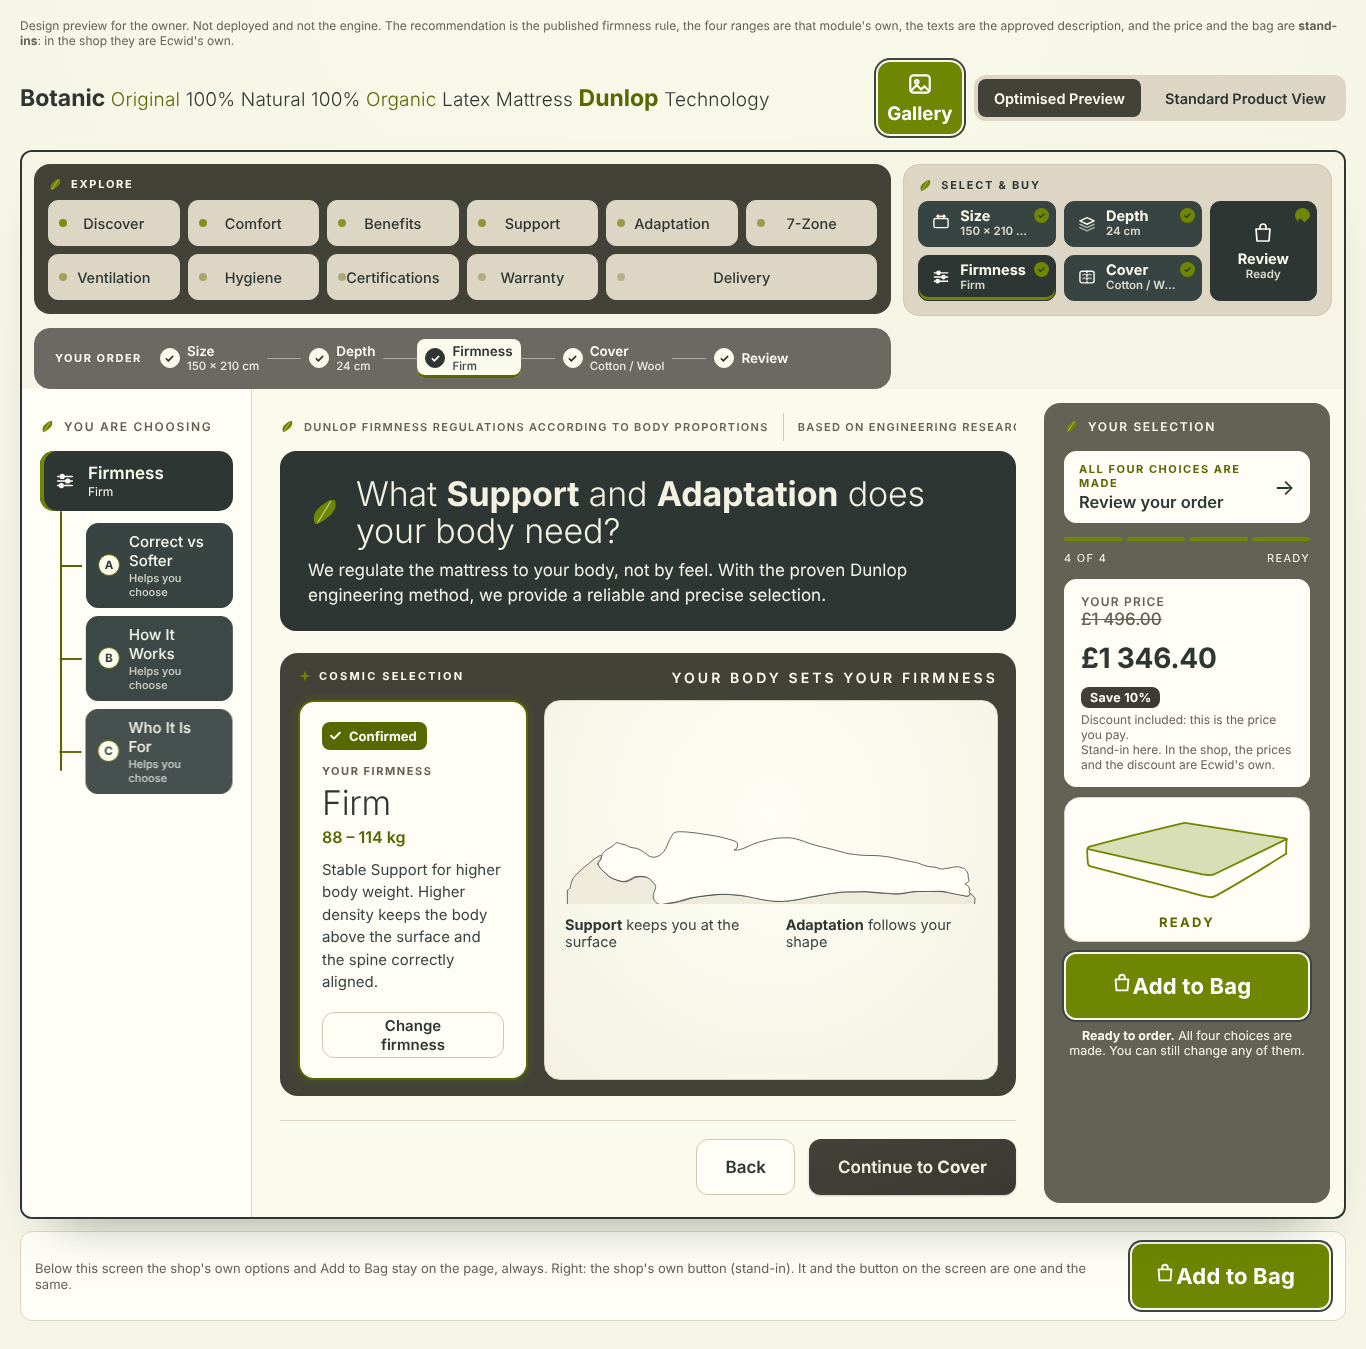 Design preview for the owner. Not deployed and not the engine. The recommendation is the published firmness rule, the four ranges are that module's own, the texts are the approved description, and the price and the bag are stand-
ins: in the shop they are Ecwid's own.
Botanic Original 100% Natural 100% Organic Latex Mattress Dunlop Technology
Gallery
Optimised Preview
Standard Product View
EXPLORE
Discover
Comfort
Benefits
Support
Adaptation
7-Zone
Ventilation
Hygiene
Certifications
Warranty
Delivery
SELECT & BUY
Size
150 × 210 ...
Depth
24 cm
Firmness
Firm
Cover
Cotton / W...
Review
Ready
YOUR ORDER
Size
150 × 210 cm
Depth
24 cm
Firmness
Firm
Cover
Cotton / Wool
Review
YOU ARE CHOOSING
Firmness
Firm
A
Correct vs
Softer
Helps you
choose
B
How It
Works
Helps you
choose
C
Who It Is
For
Helps you
choose
DUNLOP FIRMNESS REGULATIONS ACCORDING TO BODY PROPORTIONS
BASED ON ENGINEERING RESEARC
What Support and Adaptation does
your body need?
We regulate the mattress to your body, not by feel. With the proven Dunlop
engineering method, we provide a reliable and precise selection.
COSMIC SELECTION
YOUR BODY SETS YOUR FIRMNESS
Confirmed
YOUR FIRMNESS
Firm
88 – 114 kg
Stable Support for higher
body weight. Higher
density keeps the body
above the surface and
the spine correctly
aligned.
Change
firmness
Support keeps you at the
surface
Adaptation follows your
shape
Back
Continue to Cover
YOUR SELECTION
ALL FOUR CHOICES ARE
MADE
Review your order
4 OF 4
READY
YOUR PRICE
£1 496.00
£1 346.40
Save 10%
Discount included: this is the price
you pay.
Stand-in here. In the shop, the prices
and the discount are Ecwid's own.
READY
Add to Bag
Ready to order. All four choices are
made. You can still change any of them.
Below this screen the shop's own options and Add to Bag stay on the page, always. Right: the shop's own button (stand-in). It and the button on the screen are one and the
same.
Add to Bag